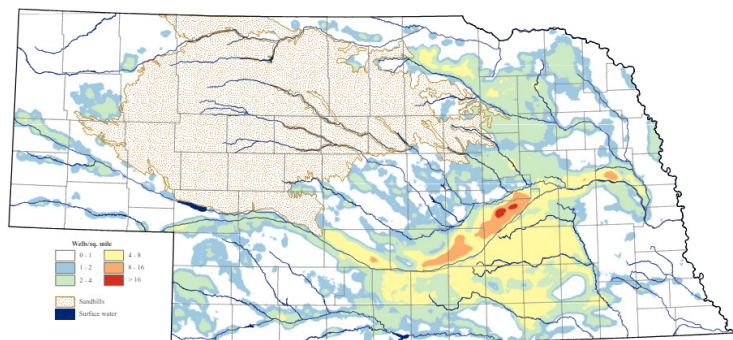 Wells/sq. mile
0 - 1 4 - 8
1 - 2 8 - 16
2 - 4 > 16
Sandhills
Surface water